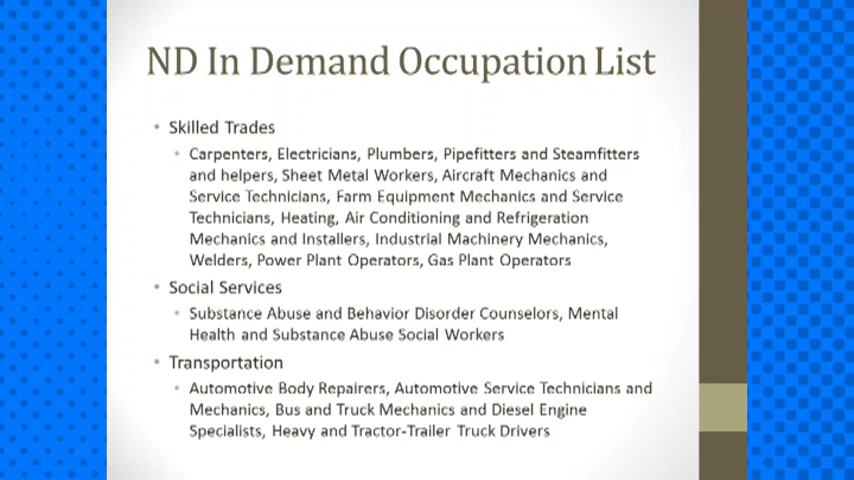 ND In Demand Occupation List
• Skilled Trades
• Carpenters, Electricians, Plumbers, Pipefitters and Steamfitters
and helpers, Sheet Metal Workers, Aircraft Mechanics and
Service Technicians, Farm Equipment Mechanics and Service
Technicians, Heating, Air Conditioning and Refrigeration
Mechanics and Installers, Industrial Machinery Mechanics,
Welders, Power Plant Operators, Gas Plant Operators
• Social Services
• Substance Abuse and Behavior Disorder Counselors, Mental
Health and Substance Abuse Social Workers
• Transportation
• Automotive Body Repairers, Automotive Service Technicians and
Mechanics, Bus and Truck Mechanics and Diesel Engine
Specialists, Heavy and Tractor-Trailer Truck Drivers